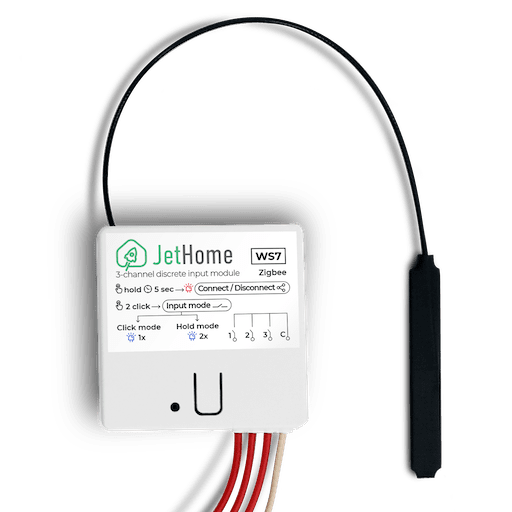 JetHome WS7
3-channel discrete input module Zigbee
hold 5 sec → Connect / Disconnect
2 click → Input mode
Click mode Hold mode
1x 2x
1 2 3 C